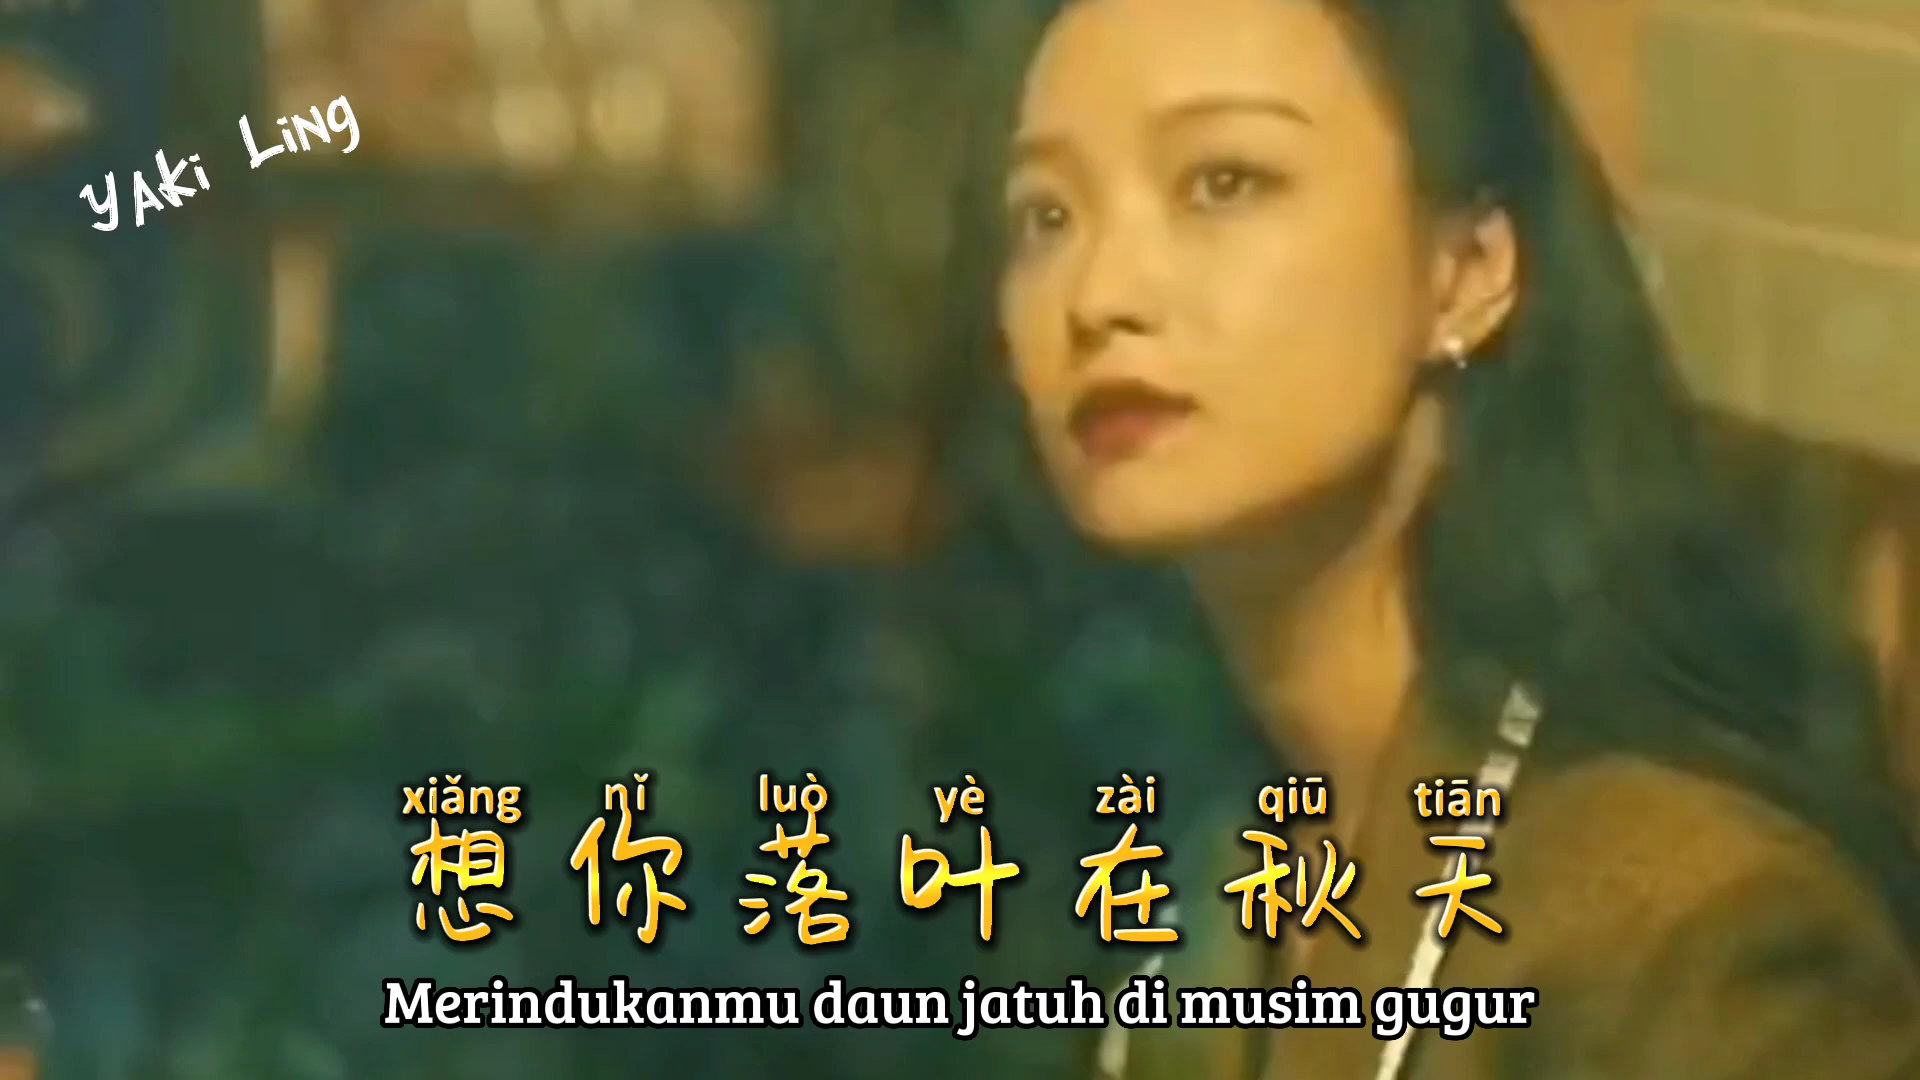 YAKi LiNg
xiǎng nǐ luò yè zài qiū tiān
想你落叶在秋天
Merindukanmu daun jatuh di musim gugur